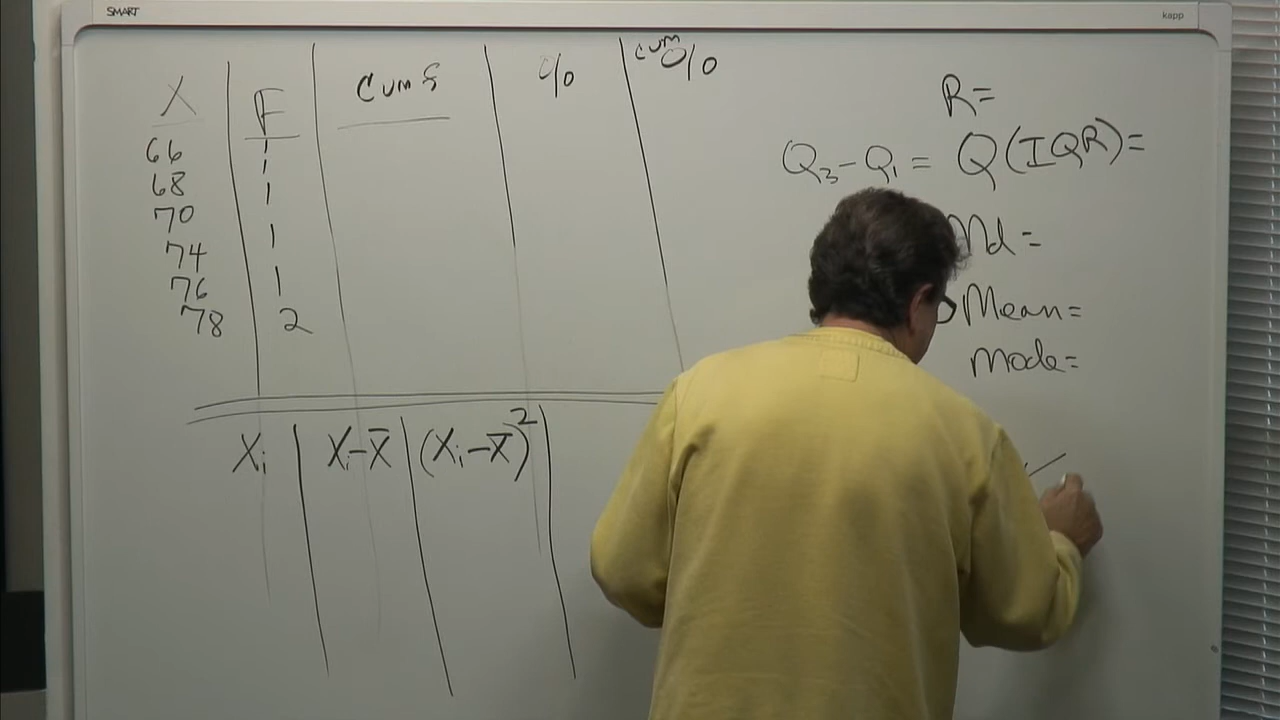 SMART
kapp
X F Cum f % cum %
66 1
68 1
70 1
74 1
76 1
78 2
R=
Q₃-Q₁= Q(IQR)=
Md=
Mean=
Mode=
Xᵢ Xᵢ-X̄ (Xᵢ-X̄)²